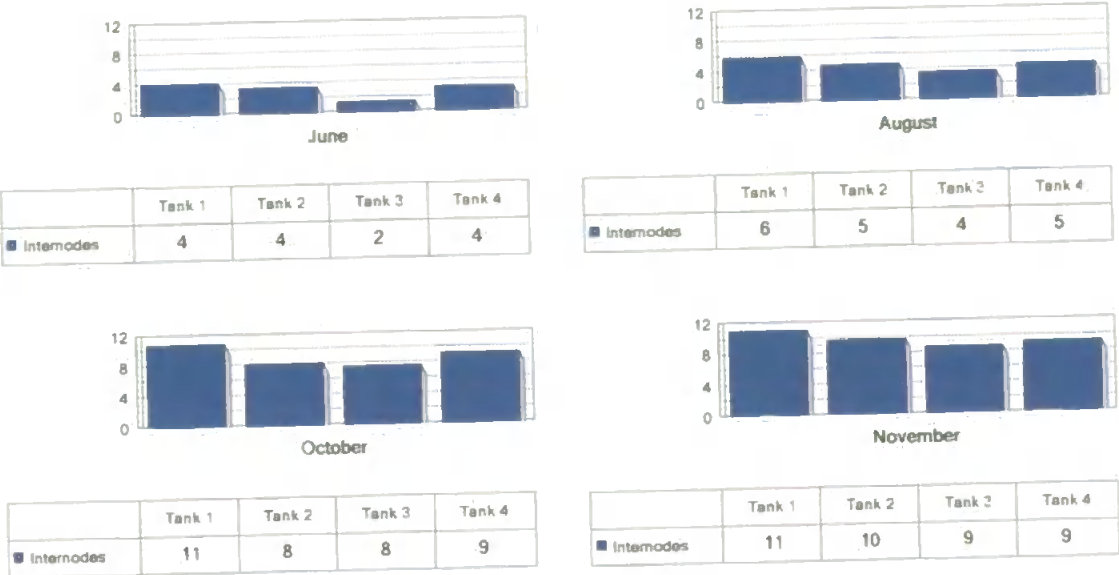 12
8
4
0
June
Tank 1 Tank 2 Tank 3 Tank 4
Internodes 4 4 2 4
12
8
4
0
August
Tank 1 Tank 2 Tank 3 Tank 4
Internodes 6 5 4 5
12
8
4
0
October
Tank 1 Tank 2 Tank 3 Tank 4
Internodes 11 8 8 9
12
8
4
0
November
Tank 1 Tank 2 Tank 3 Tank 4
Internodes 11 10 9 9